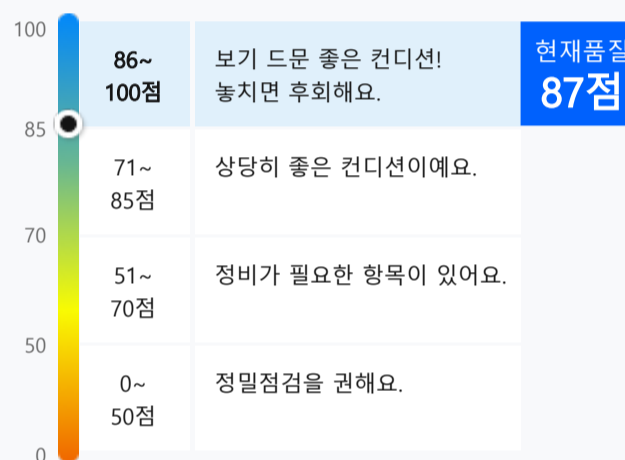 100
86~
100점
보기 드문 좋은 컨디션!
놓치면 후회해요.
현재품질
87점
85
71~
85점
상당히 좋은 컨디션이예요.
70
51~
70점
정비가 필요한 항목이 있어요.
50
0~
50점
정밀점검을 권해요.
0